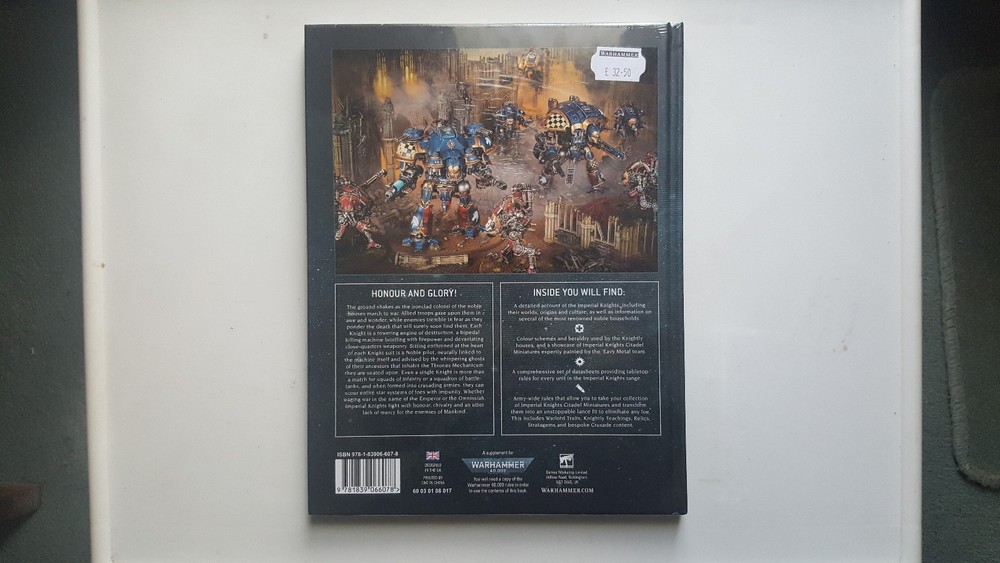 WARHAMMER
£ 32.50
HONOUR AND GLORY!
The ground shakes as the ironclad colossi of the noble
houses march to war. Allied troops gaze upon them in
awe and wonder, while enemies tremble in fear as they
ponder the death that will surely soon find them. Each
Knight is a towering engine of destruction, a bipedal
killing machine bristling with firepower and devastating
close-quarters weaponry. Sitting enthroned at the heart
of each Knight suit is a noble pilot, neurally linked to
the machine itself and advised by the whispering ghosts
of their ancestors that inhabit the Thrones Mechanicum
they are seated upon. Even a single Knight is more than
a match for squads of infantry or a squadron of battle-
tanks, and when formed into crusading armies, they can
scour entire star systems of foes with impunity. Whether
waging war in the name of the Emperor or the Omnissiah,
Imperial Knights fight with honour, chivalry and an utter
lack of mercy for the enemies of Mankind.
INSIDE YOU WILL FIND:
A detailed account of the Imperial Knights, including
their worlds, origins and culture, as well as information on
several of the most renowned noble households.
Colour schemes and heraldry used by the Knightly
houses, and a showcase of Imperial Knights Citadel
Miniatures expertly painted by the 'Eavy Metal team.
A comprehensive set of datasheets providing tabletop
rules for every unit in the Imperial Knights range.
Army-wide rules that allow you to take your collection
of Imperial Knights Citadel Miniatures and transform
them into an unstoppable lance fit to eliminate any foe.
This includes Warlord Traits, Knightly Teachings, Relics,
Stratagems and bespoke Crusade content.
ISBN 978-1-83906-607-8
9 781839 066078 >
DESIGNED
IN THE UK
PRINTED BY
C&C IN CHINA
60 03 01 08 017
A supplement for
WARHAMMER
40,000
You will need a copy of the
Warhammer 40,000 rules in order
to use the contents of this book.
Games Workshop Limited,
Willow Road, Nottingham
NG7 2WS, UK
WARHAMMER.COM